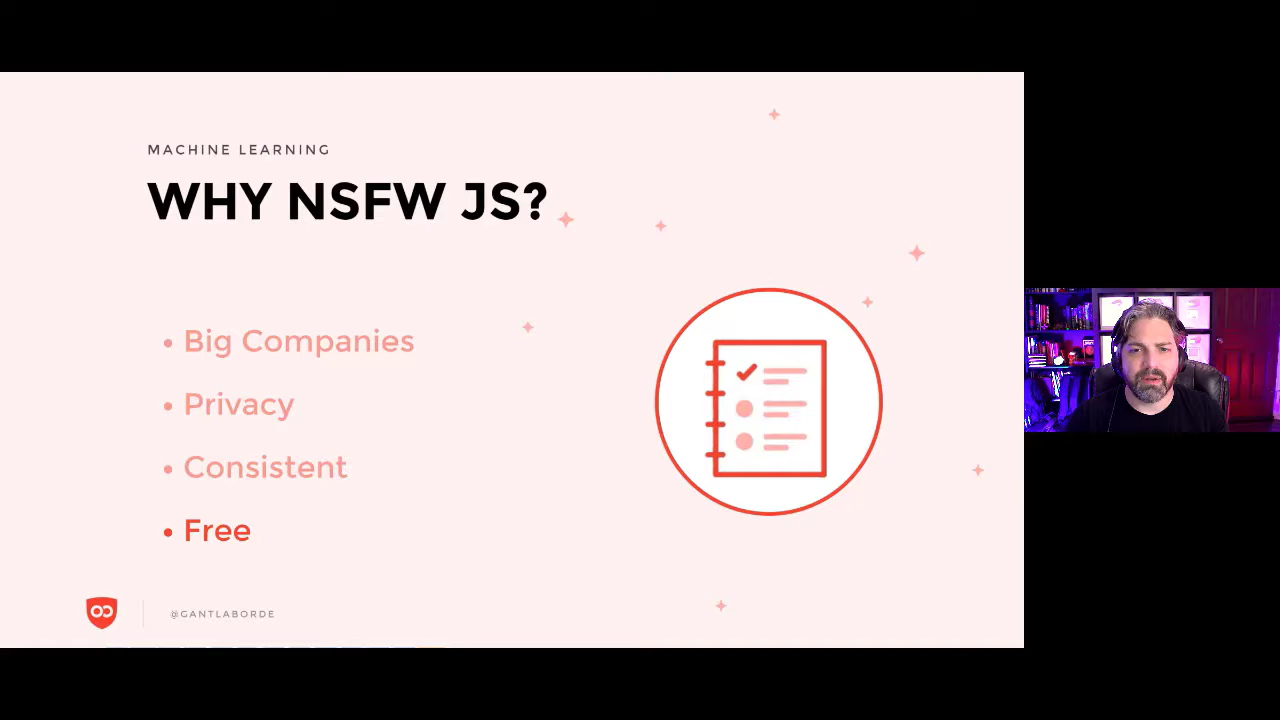 MACHINE LEARNING
WHY NSFW JS?
• Big Companies
• Privacy
• Consistent
• Free
@GANTLABORDE